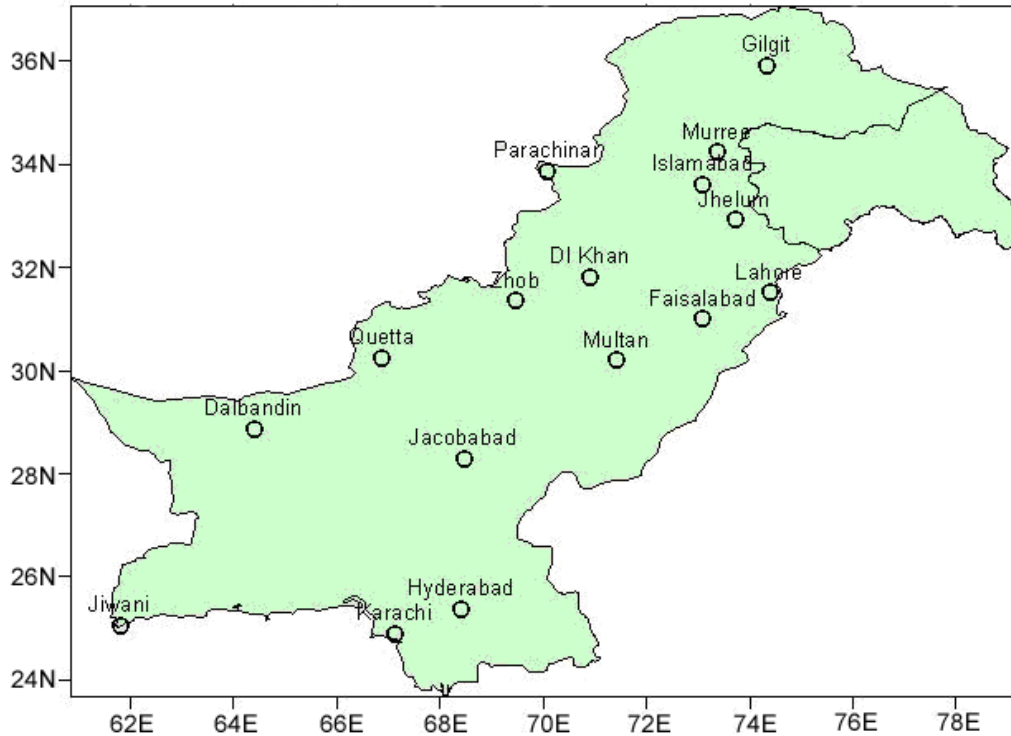 36N
Gilgit
34N
Murree
Parachinar
Islamabad
Jhelum
32N
DI Khan
Lahore
Zhob
Faisalabad
30N
Quetta
Multan
Dalbandin
28N
Jacobabad
26N
Hyderabad
Jiwani
Karachi
24N
62E 64E 66E 68E 70E 72E 74E 76E 78E